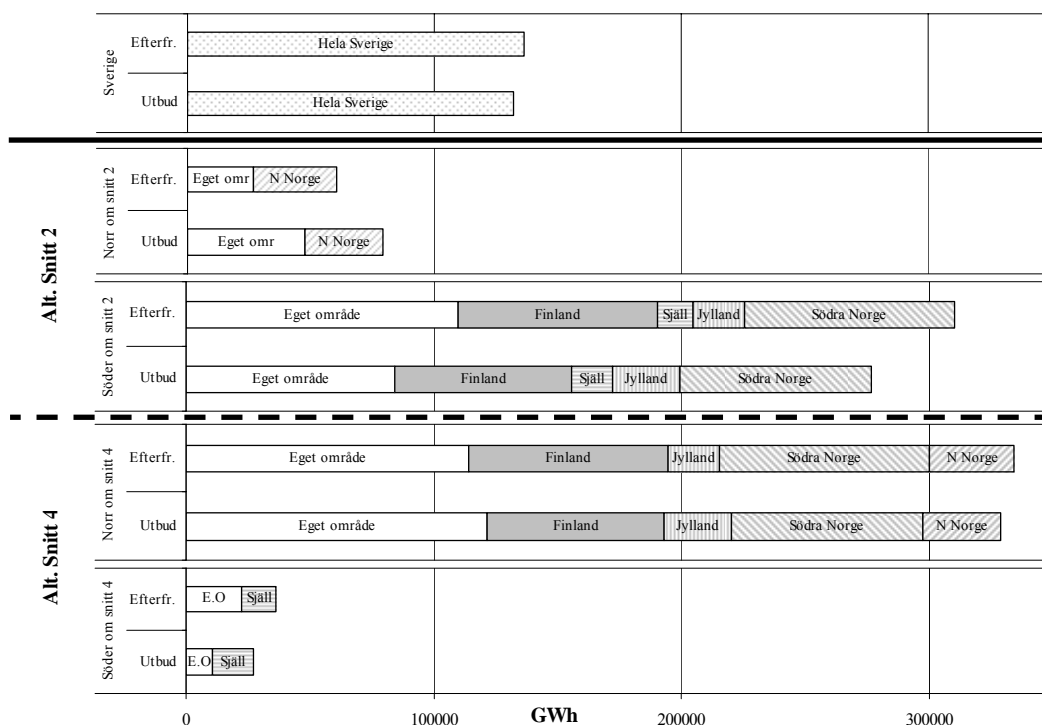 Sverige
Efterfr.
Hela Sverige
Utbud
Hela Sverige
Alt. Snitt 2
Norr om snitt 2
Efterfr.
Eget omr
N Norge
Utbud
Eget omr
N Norge
Söder om snitt 2
Efterfr.
Eget område
Finland
Själl
Jylland
Södra Norge
Utbud
Eget område
Finland
Själl
Jylland
Södra Norge
Alt. Snitt 4
Norr om snitt 4
Efterfr.
Eget område
Finland
Jylland
Södra Norge
N Norge
Utbud
Eget område
Finland
Jylland
Södra Norge
N Norge
Söder om snitt 4
Efterfr.
E.O
Själl
Utbud
E.O
Själl
0
100000
GWh
200000
300000